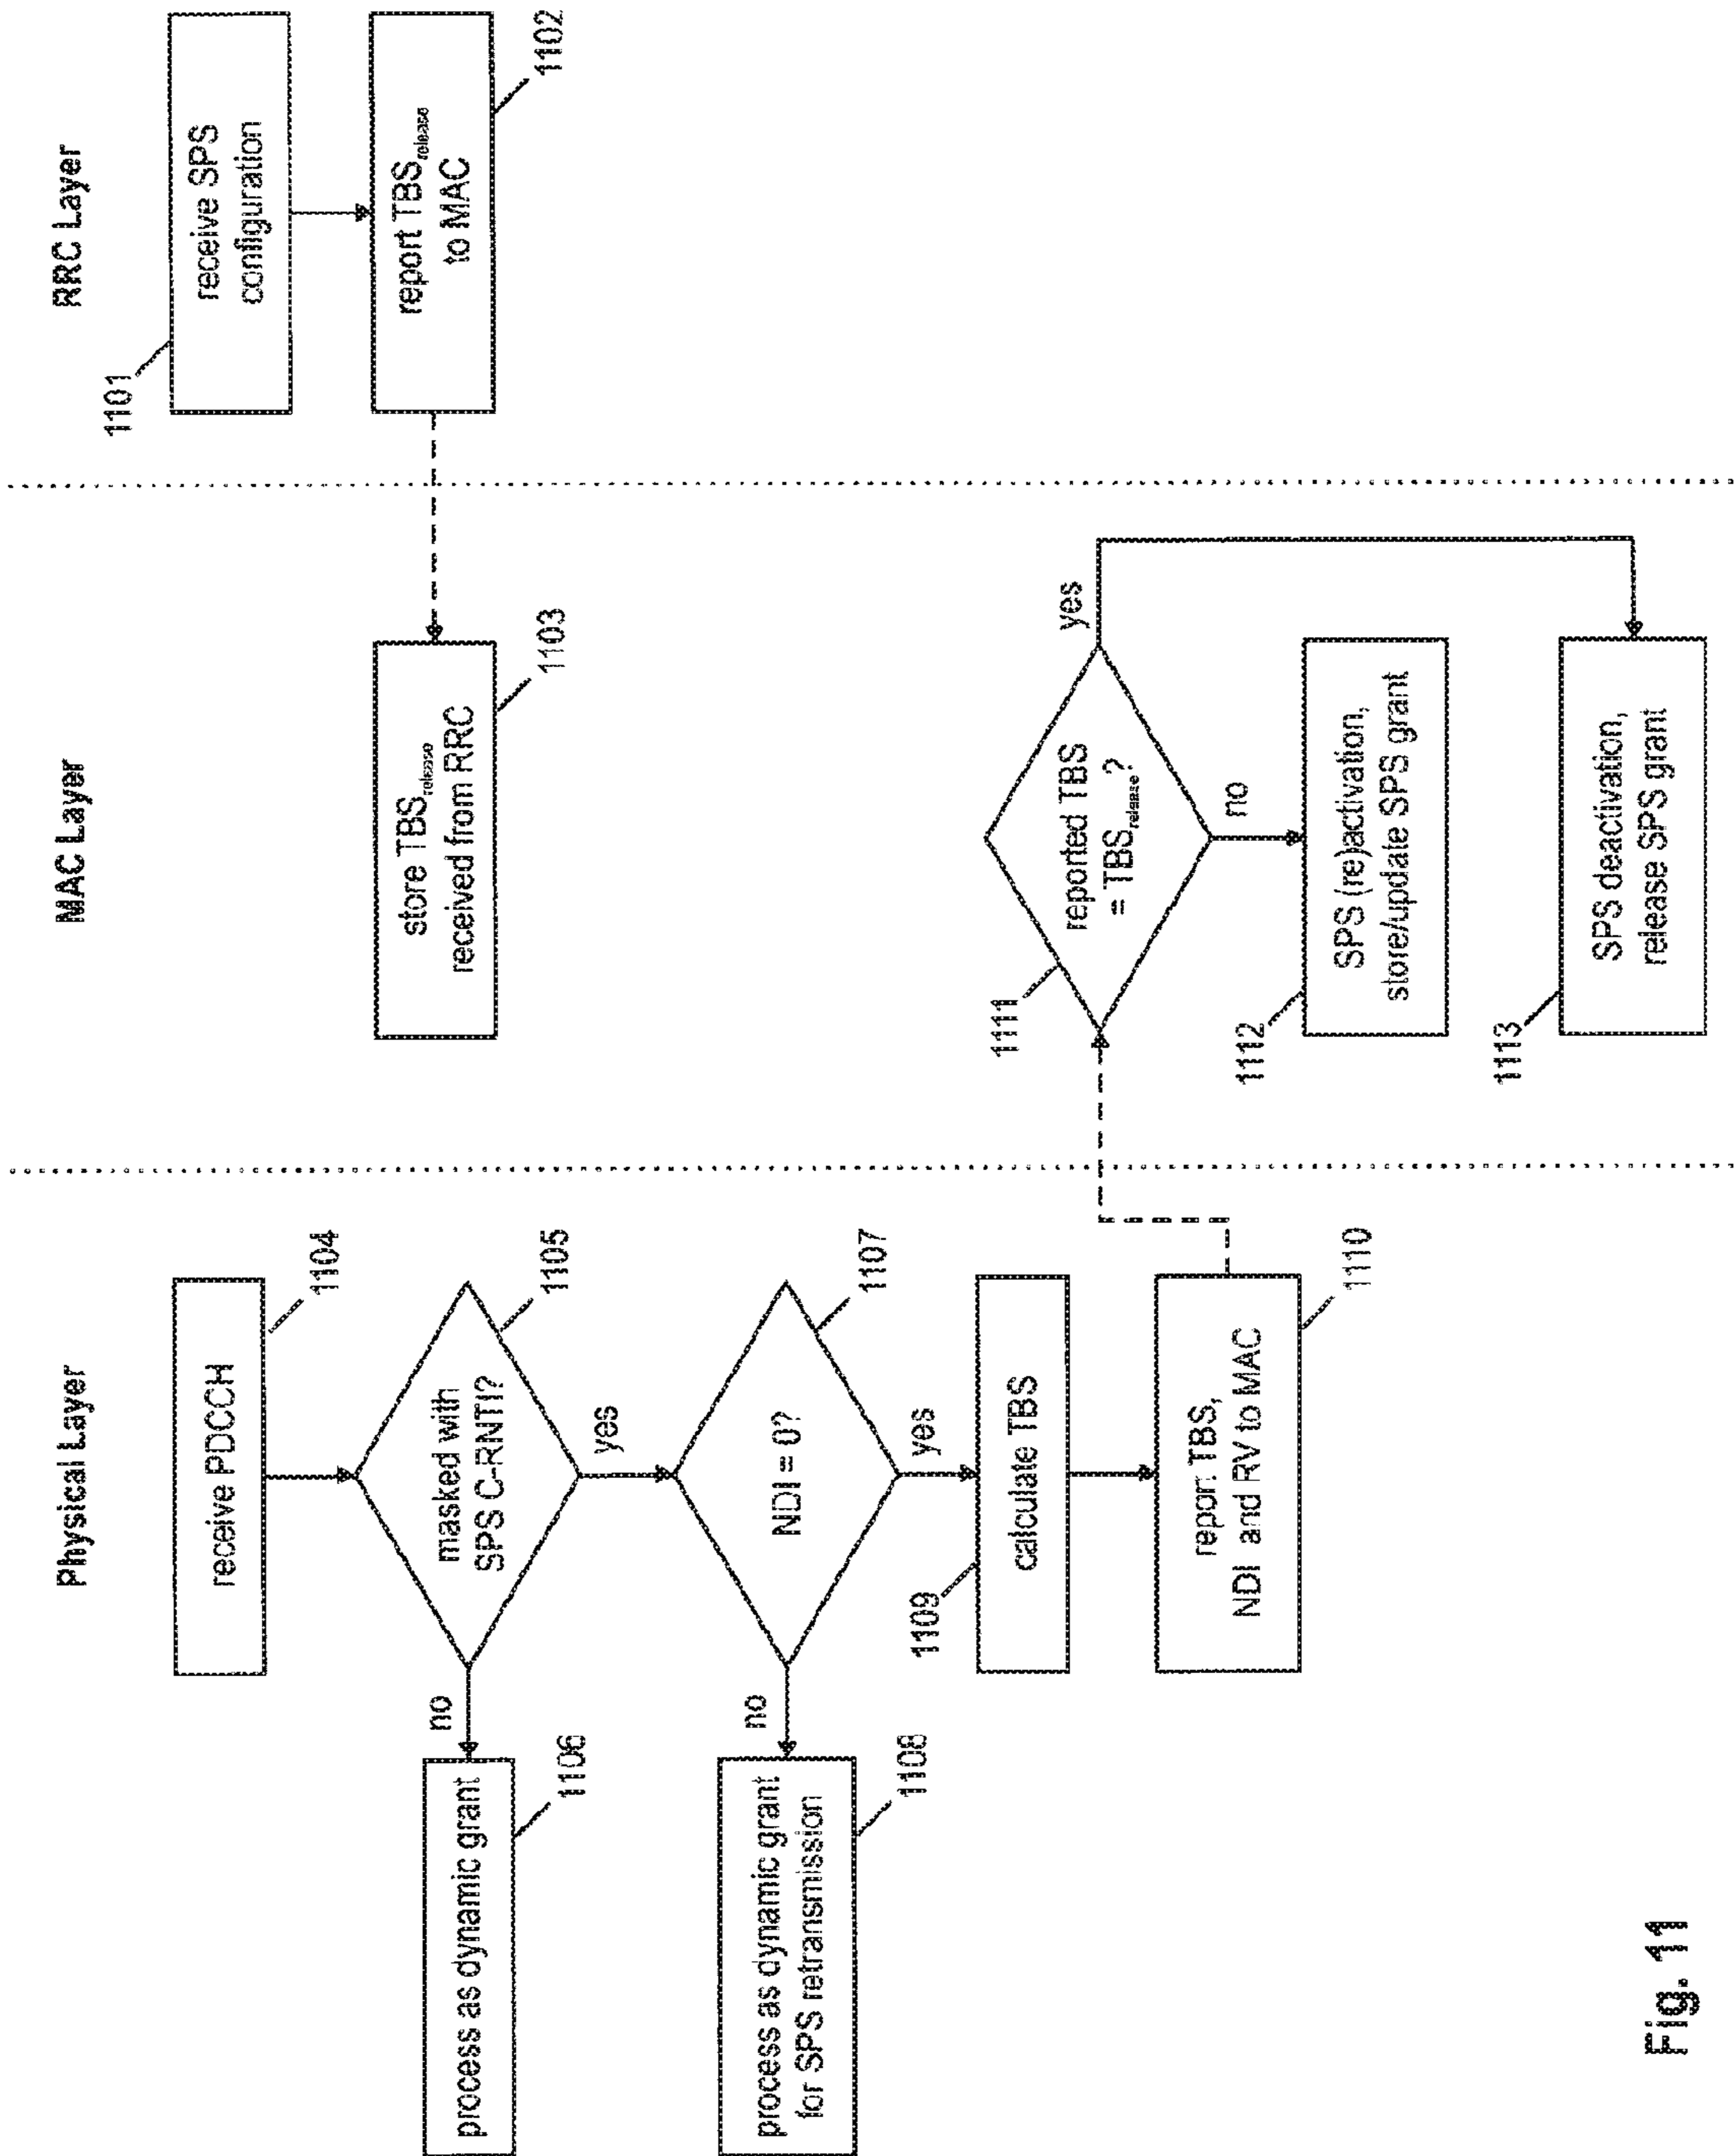 Physical Layer
MAC Layer
RRC Layer
1101
receive SPS
configuration
report TBSrelease
to MAC
1102
store TBSrelease
received from RRC
1103
receive PDCCH
1104
masked with
SPS C-RNTI?
1105
no
yes
process as dynamic grant
1106
NDI = 0?
1107
no
yes
process as dynamic grant
for SPS retransmission
1108
1109
calculate TBS
report TBS,
NDI and RV to MAC
1110
1111
reported TBS
= TBSrelease?
yes
no
1112
SPS (re)activation,
store/update SPS grant
1113
SPS deactivation,
release SPS grant
Fig. 11